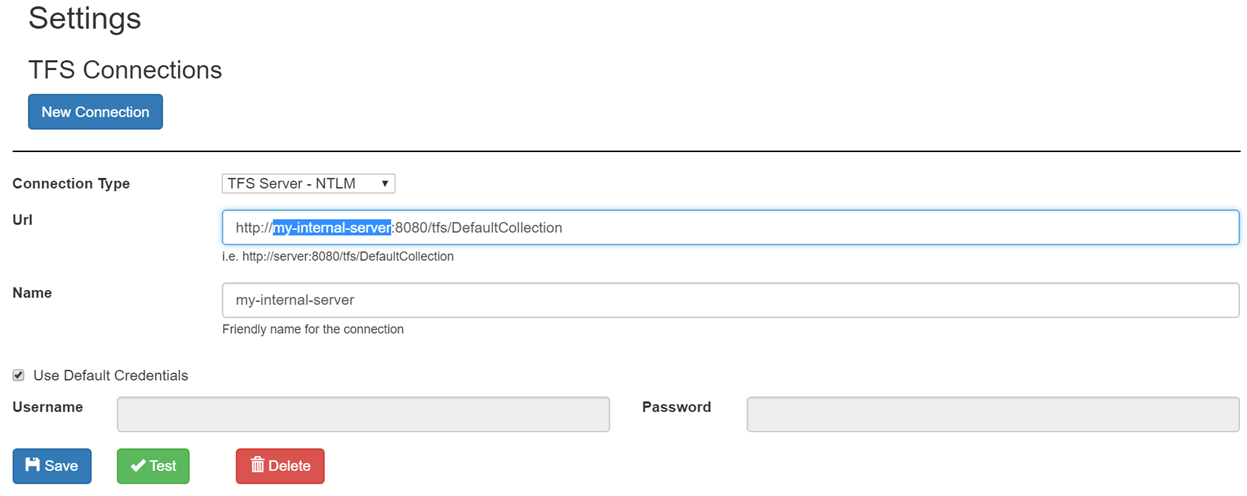 Settings
TFS Connections
New Connection
Connection Type TFS Server - NTLM
Url http://my-internal-server:8080/tfs/DefaultCollection
i.e. http://server:8080/tfs/DefaultCollection
Name my-internal-server
Friendly name for the connection
Use Default Credentials
Username Password
Save Test Delete